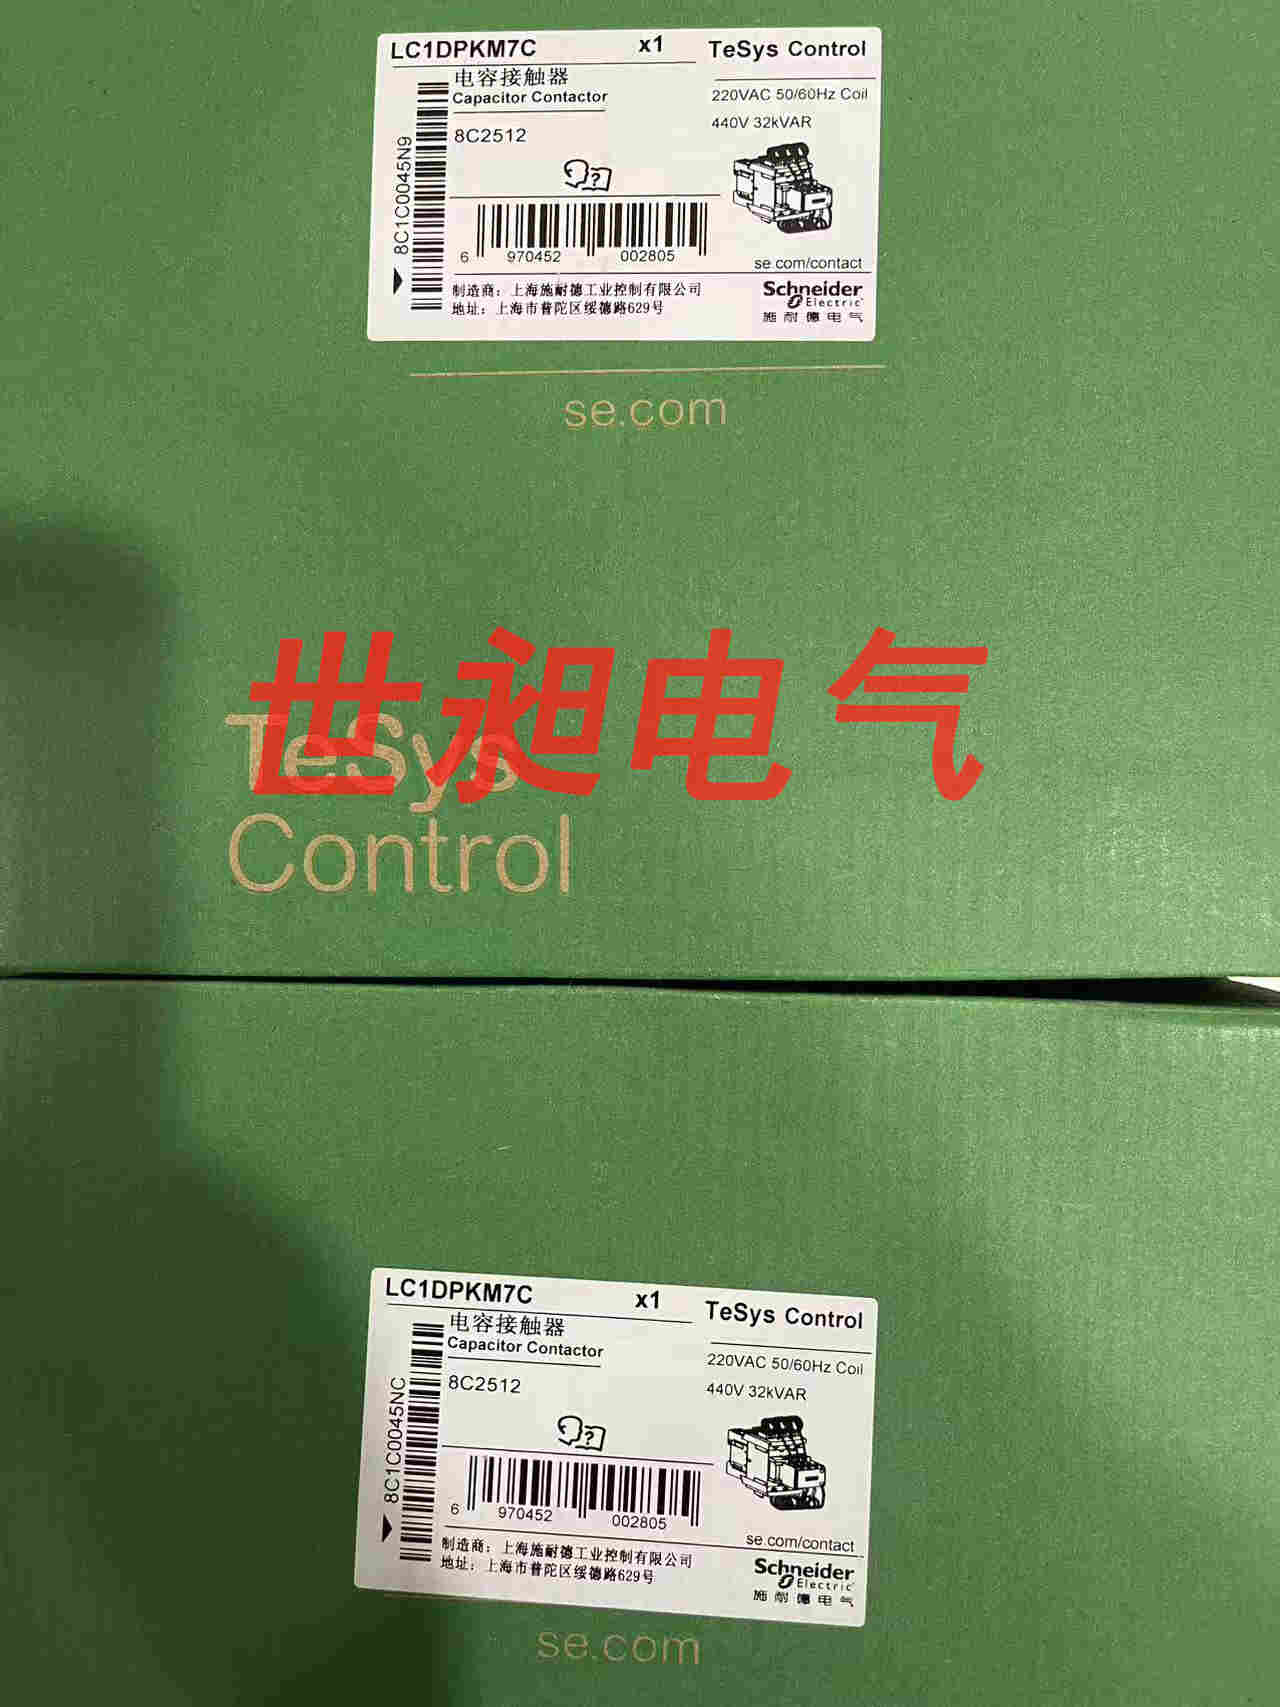 LC1DPKM7C x1 TeSys Control
电容接触器
Capacitor Contactor
220VAC 50/60Hz Coil
8C2512
440V 32kVAR
8C1C0045N9
?
6 970452 002805
se.com/contact
制造商：上海施耐德工业控制有限公司
地址：上海市普陀区绥德路629号
Schneider
Electric
施耐德电气
se.com
世昶电气
TeSys
Control
LC1DPKM7C x1 TeSys Control
电容接触器
Capacitor Contactor
220VAC 50/60Hz Coil
8C2512
440V 32kVAR
8C1C0045NC
?
6 970452 002805
se.com/contact
制造商：上海施耐德工业控制有限公司
地址：上海市普陀区绥德路629号
Schneider
Electric
施耐德电气
se.com